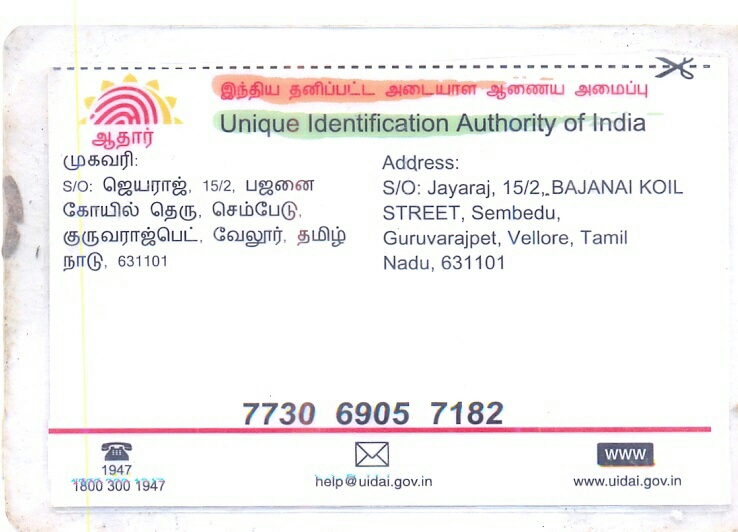 இந்திய தனிப்பட்ட அடையாள ஆணைய அமைப்பு
Unique Identification Authority of India
ஆதார்
முகவரி:
S/O: ஜெயராஜ், 15/2, பஜனை
கோயில் தெரு, செம்பேடு,
குருவராஜ்பெட், வேலூர், தமிழ்
நாடு, 631101
Address:
S/O: Jayaraj, 15/2, BAJANAI KOIL
STREET, Sembedu,
Guruvarajpet, Vellore, Tamil
Nadu, 631101
7730 6905 7182
1947
1800 300 1947
help@uidai.gov.in
www
www.uidai.gov.in